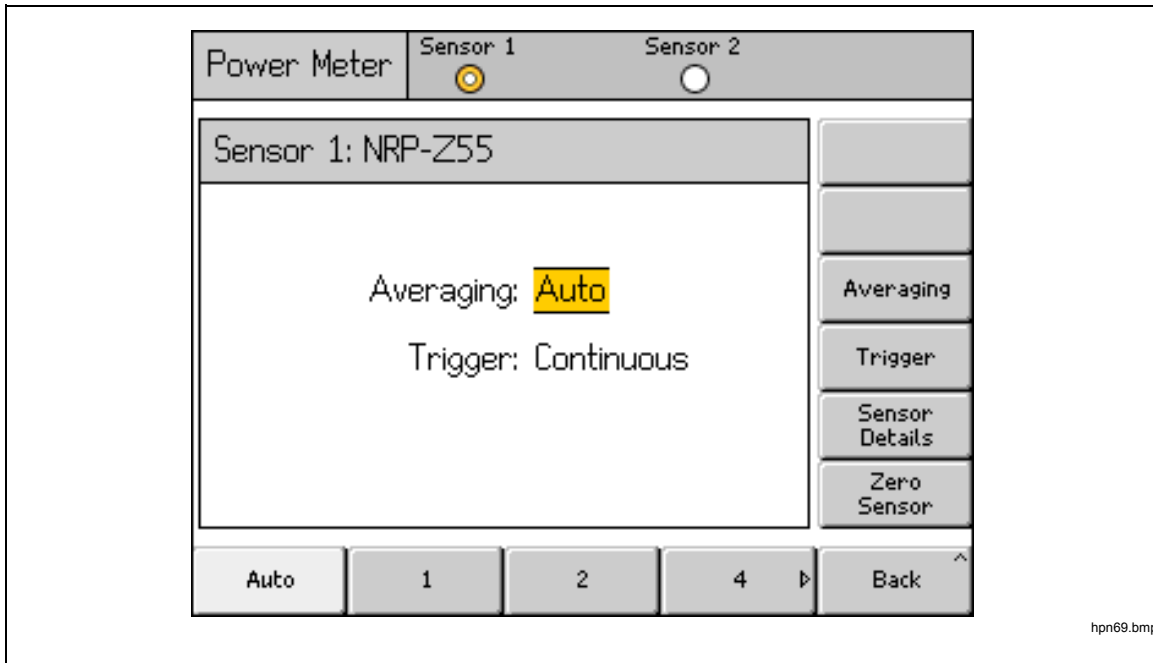 Power Meter
Sensor 1
Sensor 2
Sensor 1: NRP-Z55
Averaging: Auto
Trigger: Continuous
Averaging
Trigger
Sensor
Details
Zero
Sensor
Auto
1
2
4
Back
hpn69.bmp